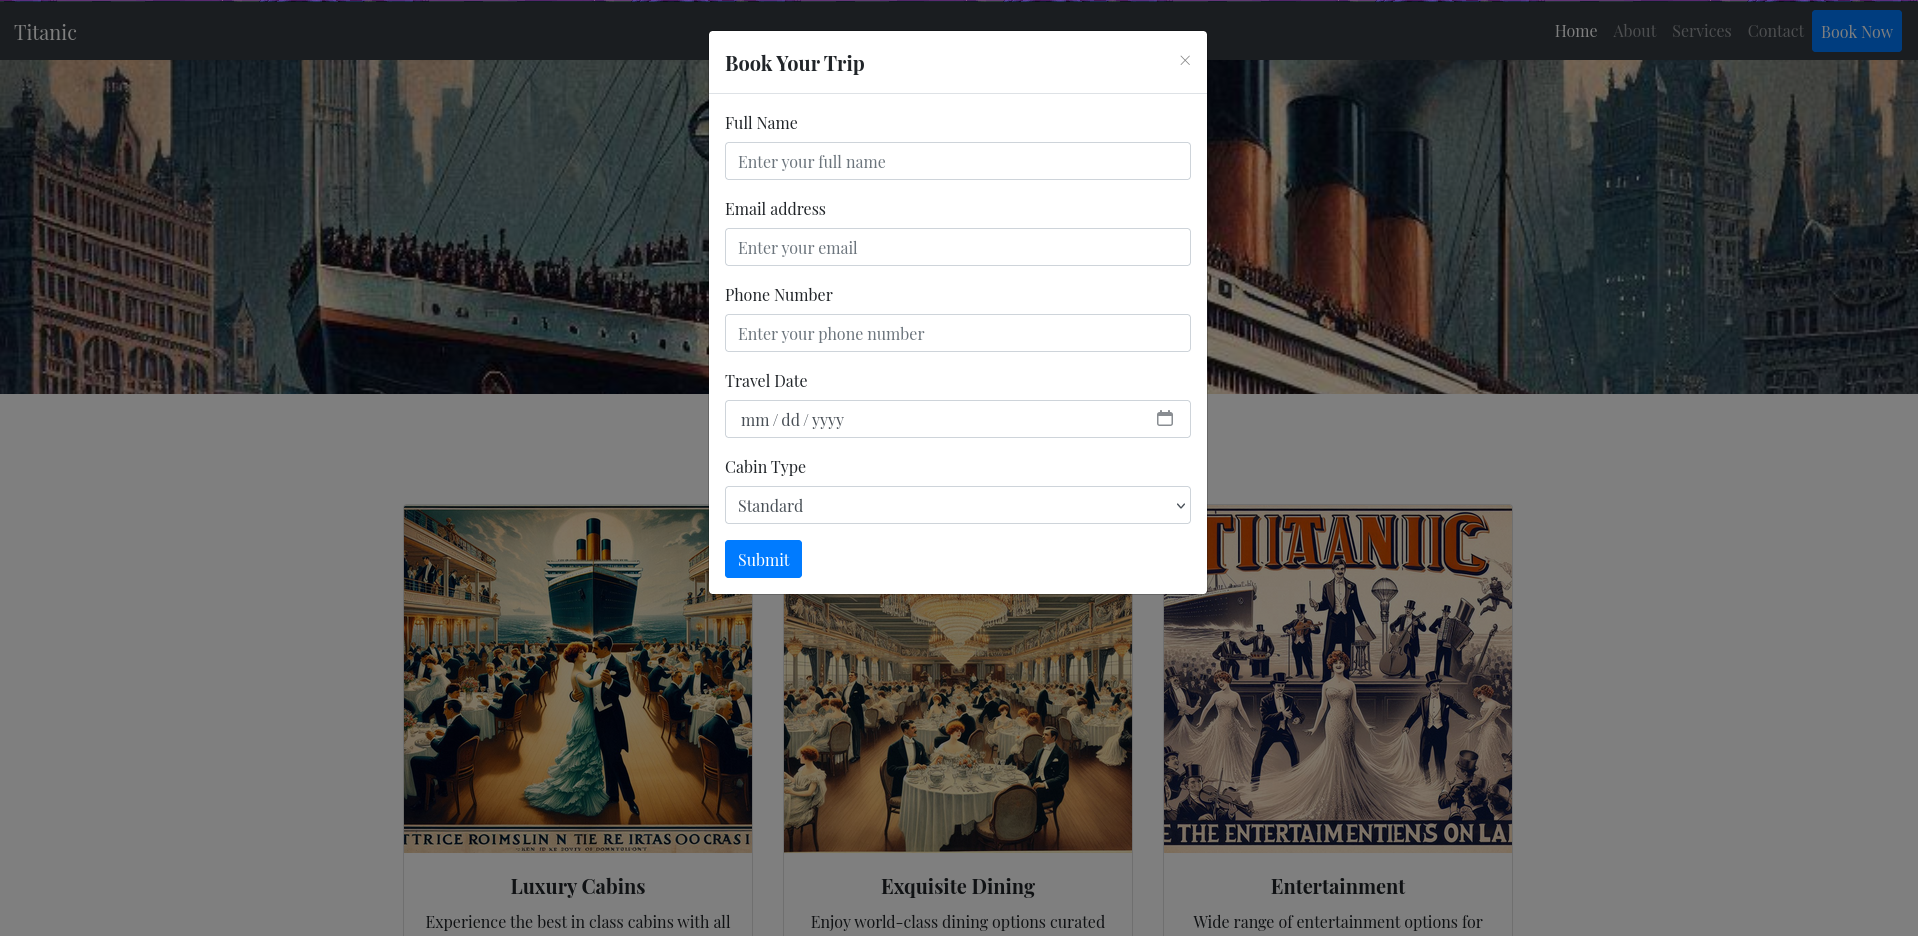 Titanic
Home About Services Contact Book Now
Book Your Trip
×
Full Name
Enter your full name
Email address
Enter your email
Phone Number
Enter your phone number
Travel Date
mm / dd / yyyy
Cabin Type
Standard
Submit
TITAANIC
TTRICE ROIMSLIN N TIE RE IRTAS OO CRAS I
E THE ENTERTAIMENTIENS ON LAI
Luxury Cabins
Exquisite Dining
Entertainment
Experience the best in class cabins with all
Enjoy world-class dining options curated
Wide range of entertainment options for